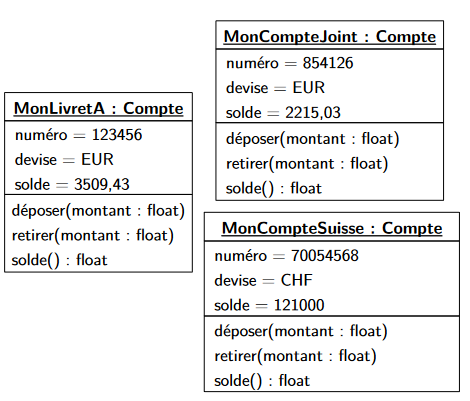 MonCompteJoint : Compte
numéro = 854126
devise = EUR
solde = 2215,03
déposer(montant : float)
retirer(montant : float)
solde() : float
MonLivretA : Compte
numéro = 123456
devise = EUR
solde = 3509,43
déposer(montant : float)
retirer(montant : float)
solde() : float
MonCompteSuisse : Compte
numéro = 70054568
devise = CHF
solde = 121000
déposer(montant : float)
retirer(montant : float)
solde() : float